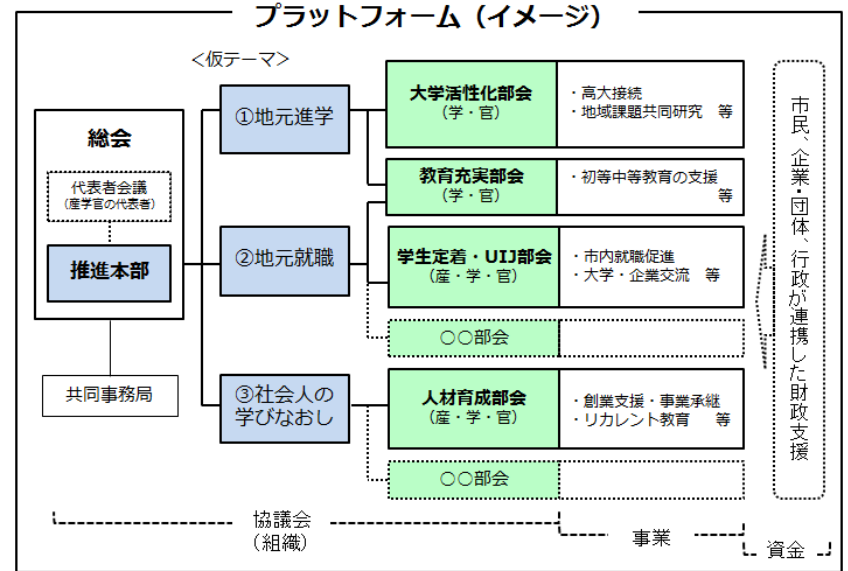 プラットフォーム（イメージ）
＜仮テーマ＞
総会
代表者会議
（産学官の代表者）
推進本部
共同事務局
①地元進学
②地元就職
③社会人の
学びなおし
大学活性化部会
（学・官）
・高大接続
・地域課題共同研究　等
教育充実部会
（学・官）
・初等中等教育の支援
等
学生定着・UIJ部会
（産・学・官）
・市内就職促進
・大学・企業交流　等
○○部会
人材育成部会
（産・学・官）
・創業支援・事業承継
・リカレント教育　　等
○○部会
市民、企業・団体、行政が連携した財政支援
協議会
（組織）
事業
資金